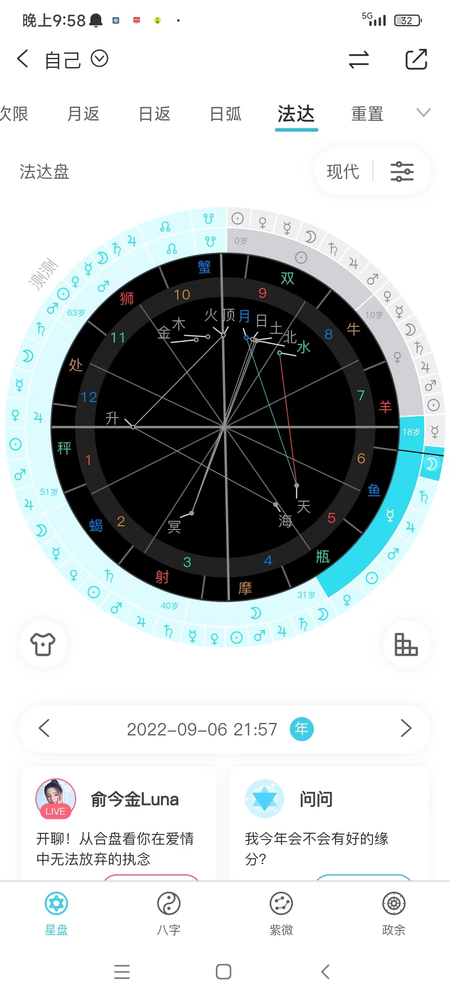 晚上9:58
5G
32
自己
次限 月返 日返 日弧 法达 重置
法达盘
现代
测测
0岁
10岁
18岁
31岁
40岁
51岁
63岁
蟹
双
牛
羊
鱼
瓶
摩
射
蝎
秤
处
狮
10
9
8
7
6
5
4
3
2
1
12
11
金
木
火
顶
月
日
土
北
水
升
冥
海
天
2022-09-06 21:57 年
俞今金Luna
LIVE
开聊！从合盘看你在爱情
中无法放弃的执念
问问
我今年会不会有好的缘
分?
星盘 八字 紫微 政余